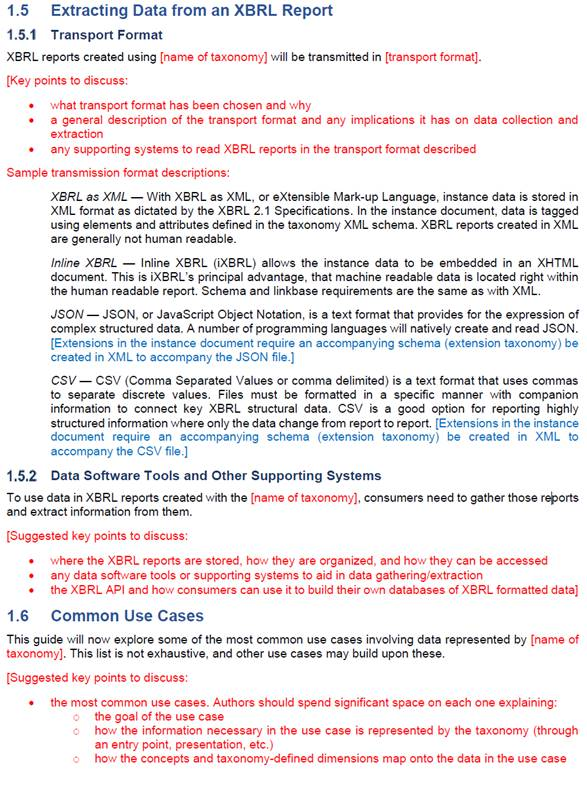 1.5 Extracting Data from an XBRL Report
1.5.1 Transport Format
XBRL reports created using [name of taxonomy] will be transmitted in [transport format].
[Key points to discuss:
• what transport format has been chosen and why
• a general description of the transport format and any implications it has on data collection and
extraction
• any supporting systems to read XBRL reports in the transport format described
Sample transmission format descriptions:
XBRL as XML — With XBRL as XML, or eXtensible Mark-up Language, instance data is stored in
XML format as dictated by the XBRL 2.1 Specifications. In the instance document, data is tagged
using elements and attributes defined in the taxonomy XML schema. XBRL reports created in XML
are generally not human readable.
Inline XBRL — Inline XBRL (iXBRL) allows the instance data to be embedded in an XHTML
document. This is iXBRL's principal advantage, that machine readable data is located right within
the human readable report. Schema and linkbase requirements are the same as with XML.
JSON — JSON, or JavaScript Object Notation, is a text format that provides for the expression of
complex structured data. A number of programming languages will natively create and read JSON.
[Extensions in the instance document require an accompanying schema (extension taxonomy) be
created in XML to accompany the JSON file.]
CSV — CSV (Comma Separated Values or comma delimited) is a text format that uses commas
to separate discrete values. Files must be formatted in a specific manner with companion
information to connect key XBRL structural data. CSV is a good option for reporting highly
structured information where only the data change from report to report. [Extensions in the instance
document require an accompanying schema (extension taxonomy) be created in XML to
accompany the CSV file.]
1.5.2 Data Software Tools and Other Supporting Systems
To use data in XBRL reports created with the [name of taxonomy], consumers need to gather those reports
and extract information from them.
[Suggested key points to discuss:
• where the XBRL reports are stored, how they are organized, and how they can be accessed
• any data software tools or supporting systems to aid in data gathering/extraction
• the XBRL API and how consumers can use it to build their own databases of XBRL formatted data]
1.6 Common Use Cases
This guide will now explore some of the most common use cases involving data represented by [name of
taxonomy]. This list is not exhaustive, and other use cases may build upon these.
[Suggested key points to discuss:
• the most common use cases. Authors should spend significant space on each one explaining:
○ the goal of the use case
○ how the information necessary in the use case is represented by the taxonomy (through
an entry point, presentation, etc.)
○ how the concepts and taxonomy-defined dimensions map onto the data in the use case